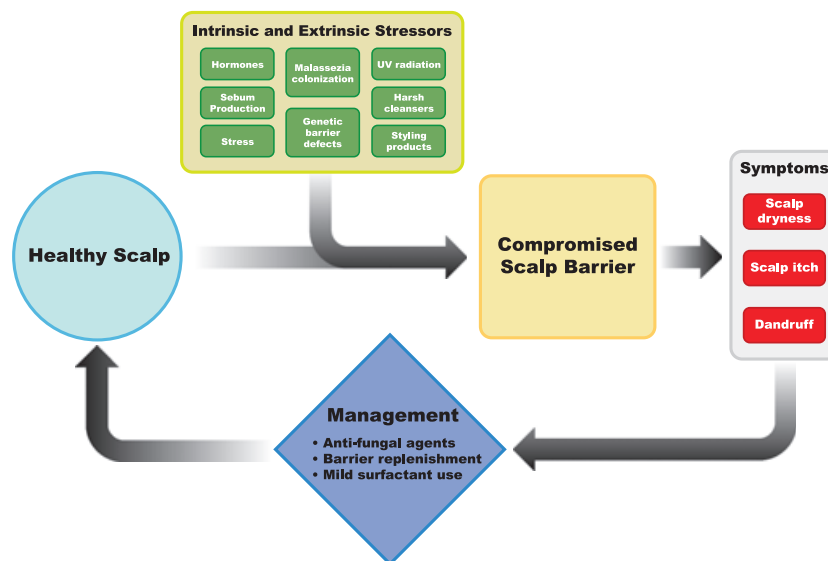 Intrinsic and Extrinsic Stressors
Hormones
Malassezia
colonization
UV radiation
Sebum
Production
Harsh
cleansers
Stress
Genetic
barrier
defects
Styling
products
Healthy Scalp
Compromised
Scalp Barrier
Symptoms
Scalp
dryness
Scalp itch
Dandruff
Management
• Anti-fungal agents
• Barrier replenishment
• Mild surfactant use